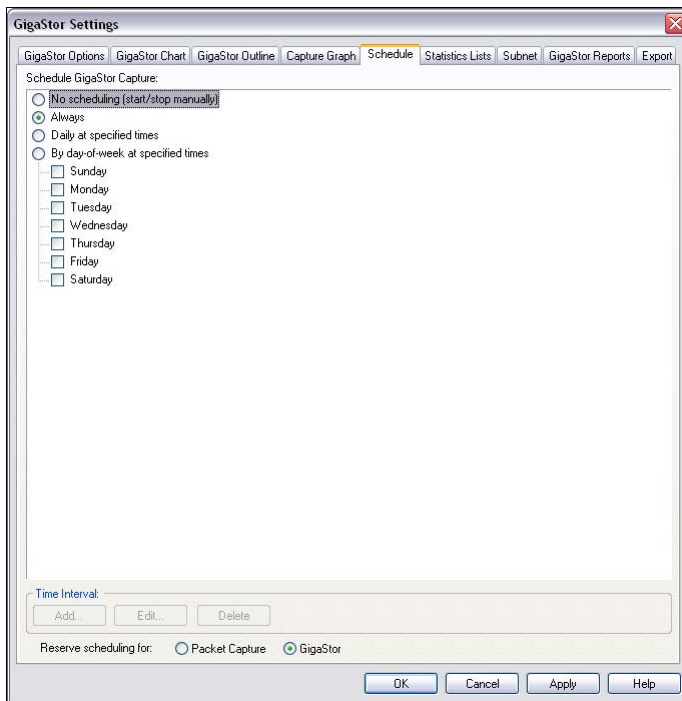 GigaStor Settings
GigaStor Options GigaStor Chart GigaStor Outline Capture Graph Schedule Statistics Lists Subnet GigaStor Reports Export
Schedule GigaStor Capture:
No scheduling (start/stop manually)
Always
Daily at specified times
By day-of-week at specified times
Sunday
Monday
Tuesday
Wednesday
Thursday
Friday
Saturday
Time Interval:
Add... Edit... Delete
Reserve scheduling for: Packet Capture GigaStor
OK Cancel Apply Help